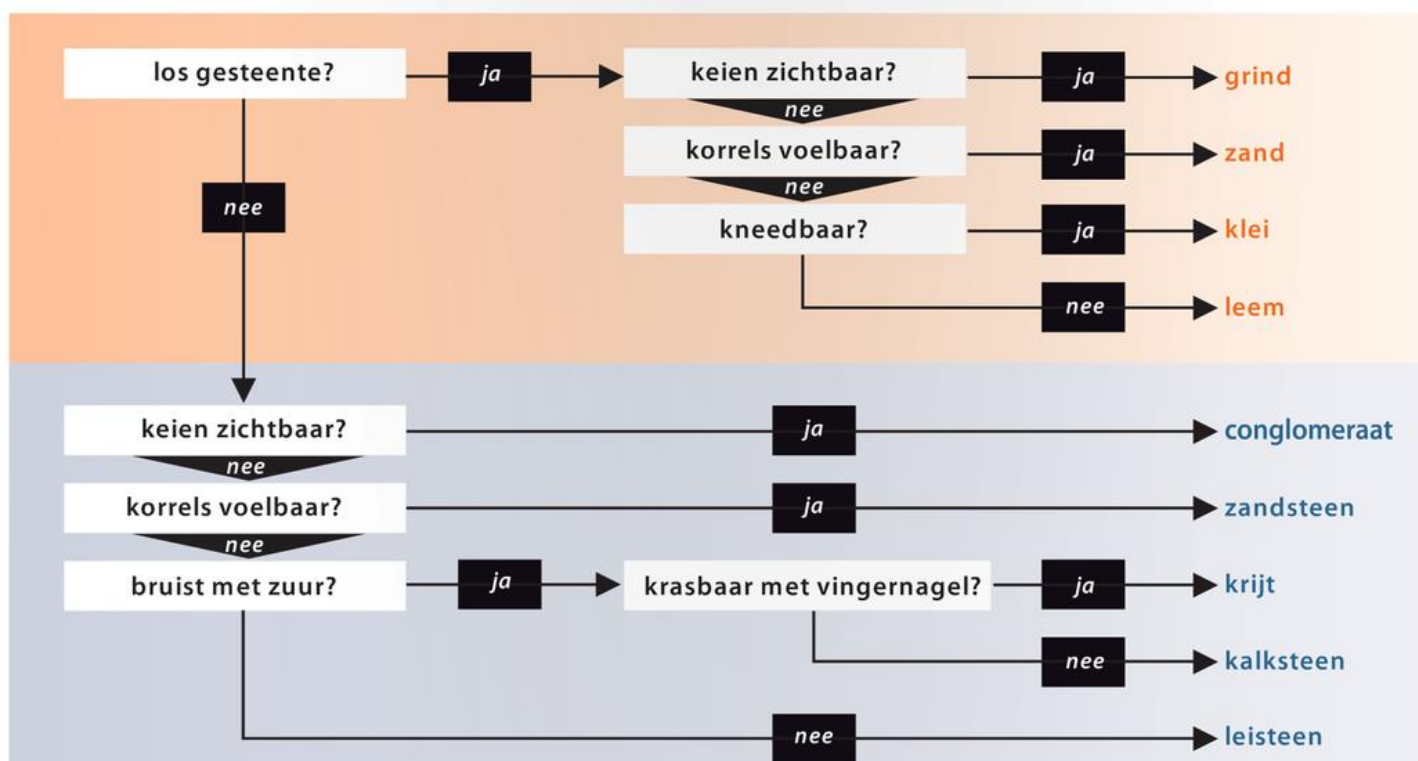 los gesteente? ja keien zichtbaar? ja grind
nee
korrels voelbaar? ja zand
nee
nee
kneedbaar? ja klei
nee leem
keien zichtbaar? ja conglomeraat
nee
korrels voelbaar? ja zandsteen
nee
bruist met zuur? ja krasbaar met vingernagel? ja krijt
nee kalksteen
nee leisteen